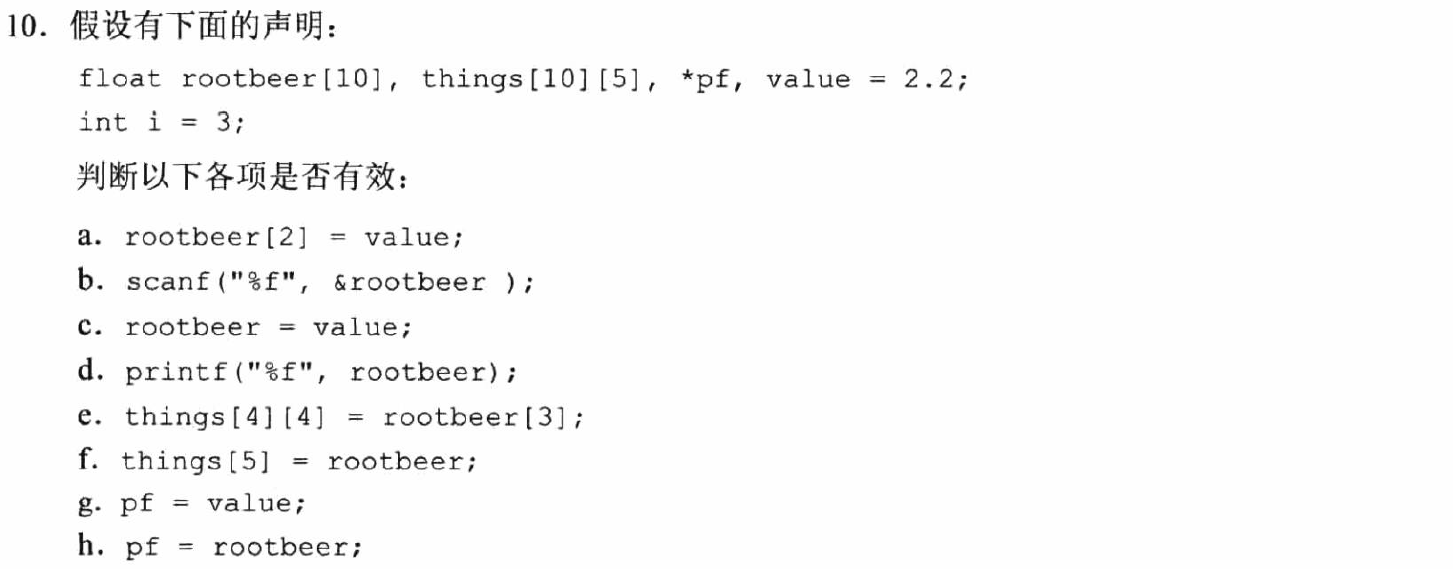 10. 假设有下面的声明：
float rootbeer[10], things[10][5], *pf, value = 2.2;
int i = 3;
判断以下各项是否有效：
a. rootbeer[2] = value;
b. scanf("%f", &rootbeer );
c. rootbeer = value;
d. printf("%f", rootbeer);
e. things[4][4] = rootbeer[3];
f. things[5] = rootbeer;
g. pf = value;
h. pf = rootbeer;